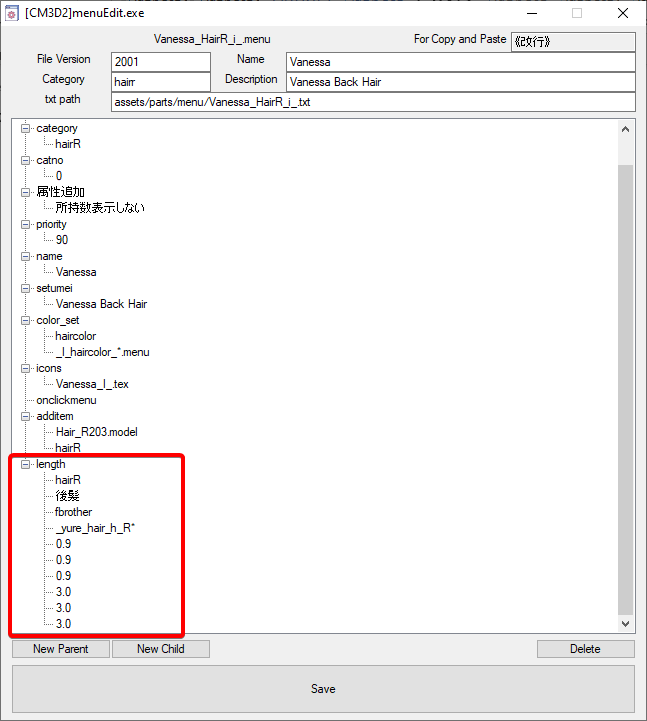 [CM3D2]menuEdit.exe
Vanessa_HairR_i_.menu
For Copy and Paste 《改行》
File Version 2001 Name Vanessa
Category hairr Description Vanessa Back Hair
txt path assets/parts/menu/Vanessa_HairR_i_.txt
category
hairR
catno
0
属性追加
所持数表示しない
priority
90
name
Vanessa
setumei
Vanessa Back Hair
color_set
haircolor
_I_haircolor_*.menu
icons
Vanessa_I_.tex
onclickmenu
additem
Hair_R203.model
hairR
length
hairR
後髪
fbrother
_yure_hair_h_R*
0.9
0.9
0.9
3.0
3.0
3.0
New Parent New Child Delete
Save